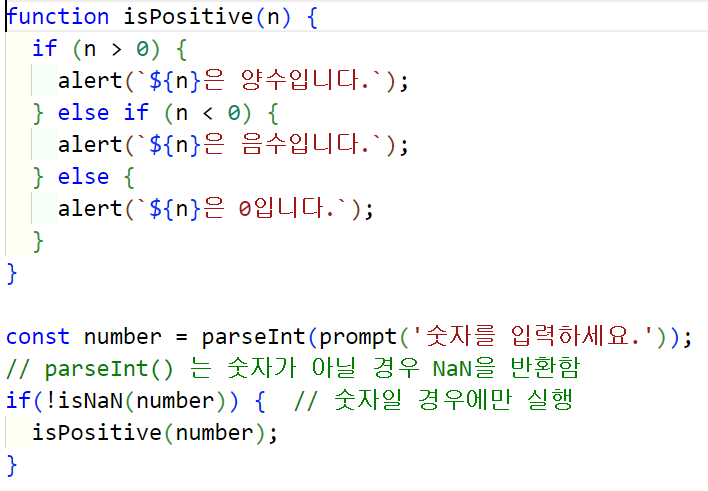 function isPositive(n) {
  if (n > 0) {
    alert(`${n}은 양수입니다.`);
  } else if (n < 0) {
    alert(`${n}은 음수입니다.`);
  } else {
    alert(`${n}은 0입니다.`);
  }
}

const number = parseInt(prompt('숫자를 입력하세요.'));
// parseInt() 는 숫자가 아닐 경우 NaN을 반환함
if(!isNaN(number)) {  // 숫자일 경우에만 실행
  isPositive(number);
}